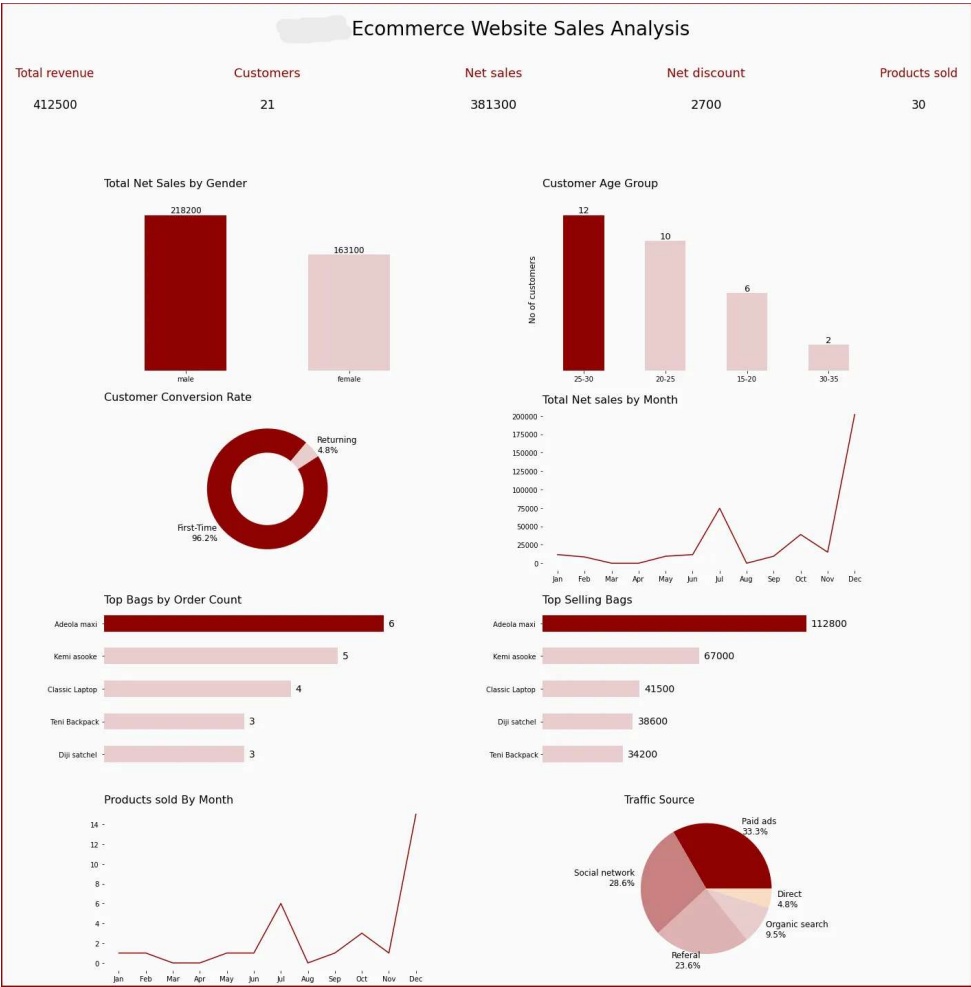 Ecommerce Website Sales Analysis
Total revenue Customers Net sales Net discount Products sold
412500 21 381300 2700 30
Total Net Sales by Gender
218200
163100
male female
Customer Age Group
No of customers
12
10
6
2
25-30 20-25 15-20 30-35
Customer Conversion Rate
Returning
4.8%
First-Time
96.2%
Total Net sales by Month
200000
175000
150000
125000
100000
75000
50000
25000
0
Jan Feb Mar Apr May Jun Jul Aug Sep Oct Nov Dec
Top Bags by Order Count
Adeola maxi 6
Kemi asooke 5
Classic Laptop 4
Teni Backpack 3
Diji satchel 3
Top Selling Bags
Adeola maxi 112800
Kemi asooke 67000
Classic Laptop 41500
Diji satchel 38600
Teni Backpack 34200
Products sold By Month
14
12
10
8
6
4
2
0
Jan Feb Mar Apr May Jun Jul Aug Sep Oct Nov Dec
Traffic Source
Paid ads
33.3%
Social network
28.6%
Direct
4.8%
Organic search
9.5%
Referal
23.6%